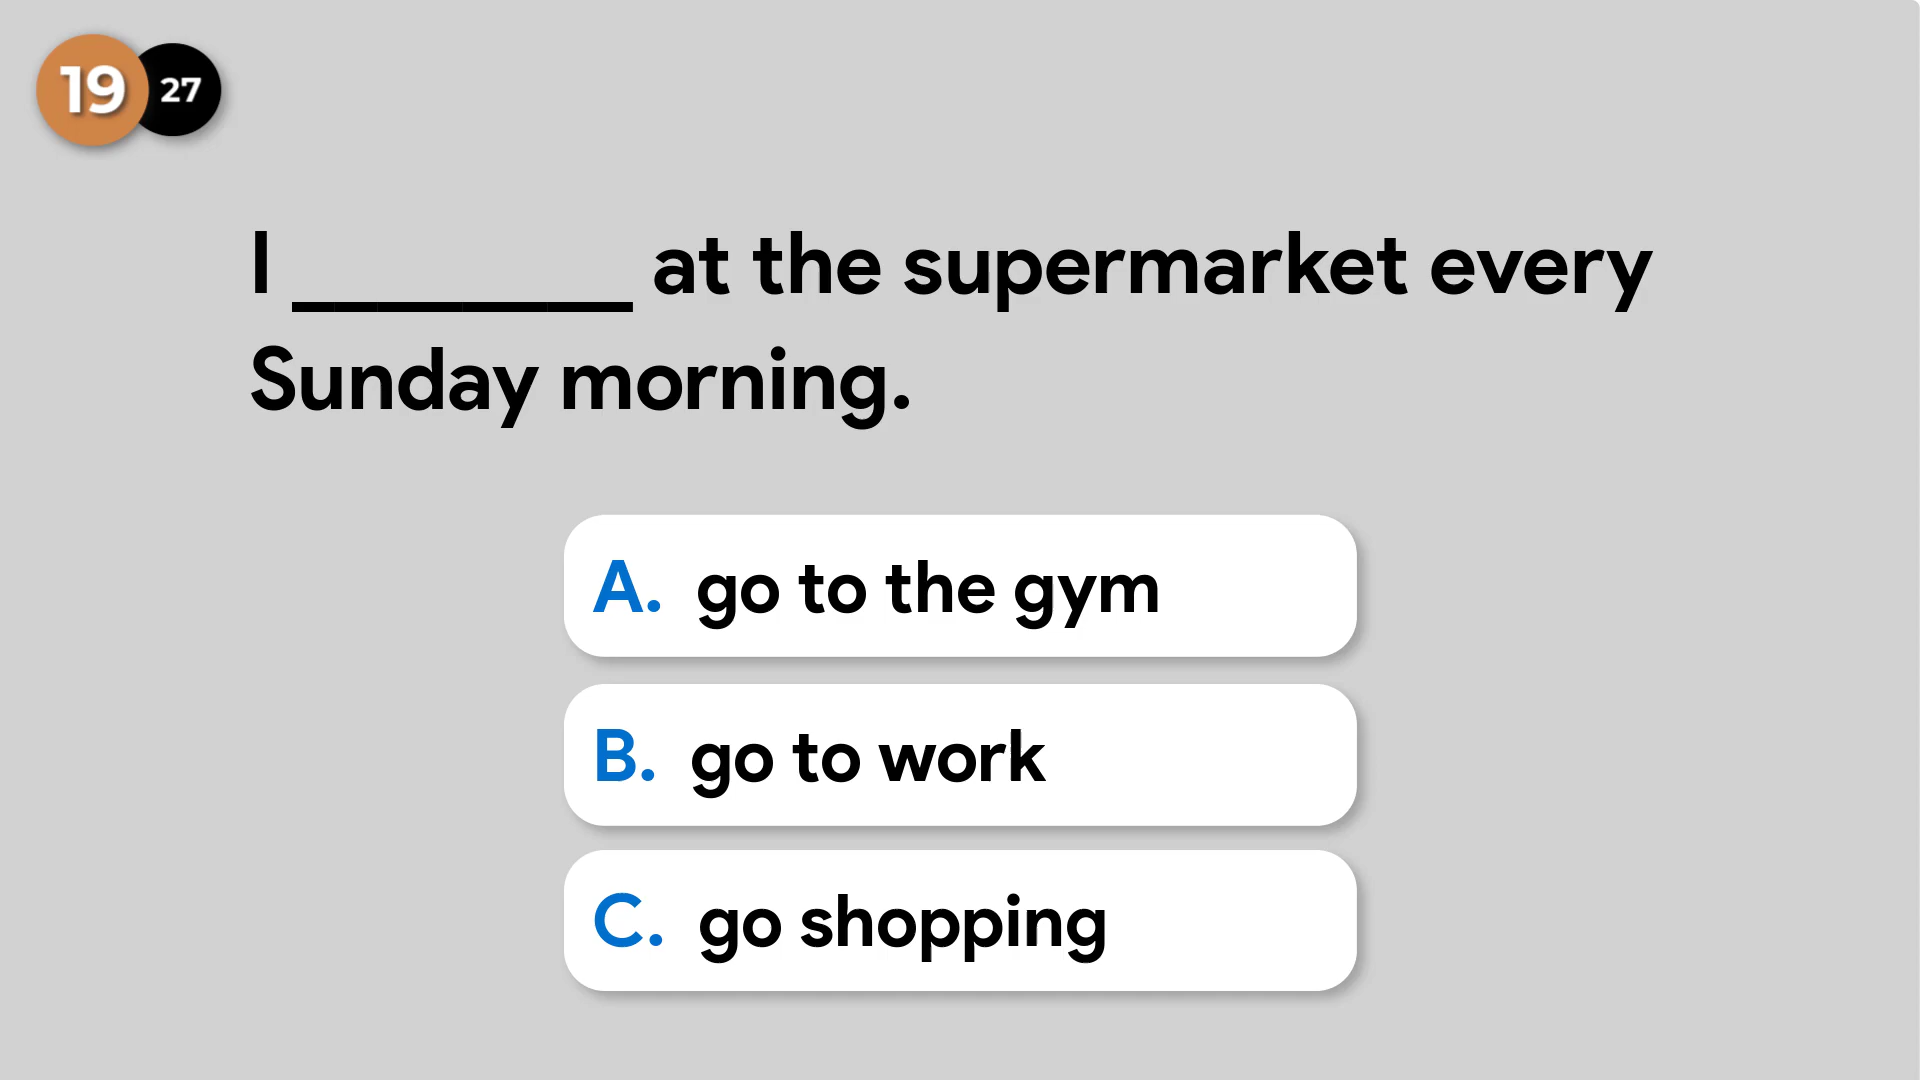 19 27
I ________ at the supermarket every
Sunday morning.
A. go to the gym
B. go to work
C. go shopping